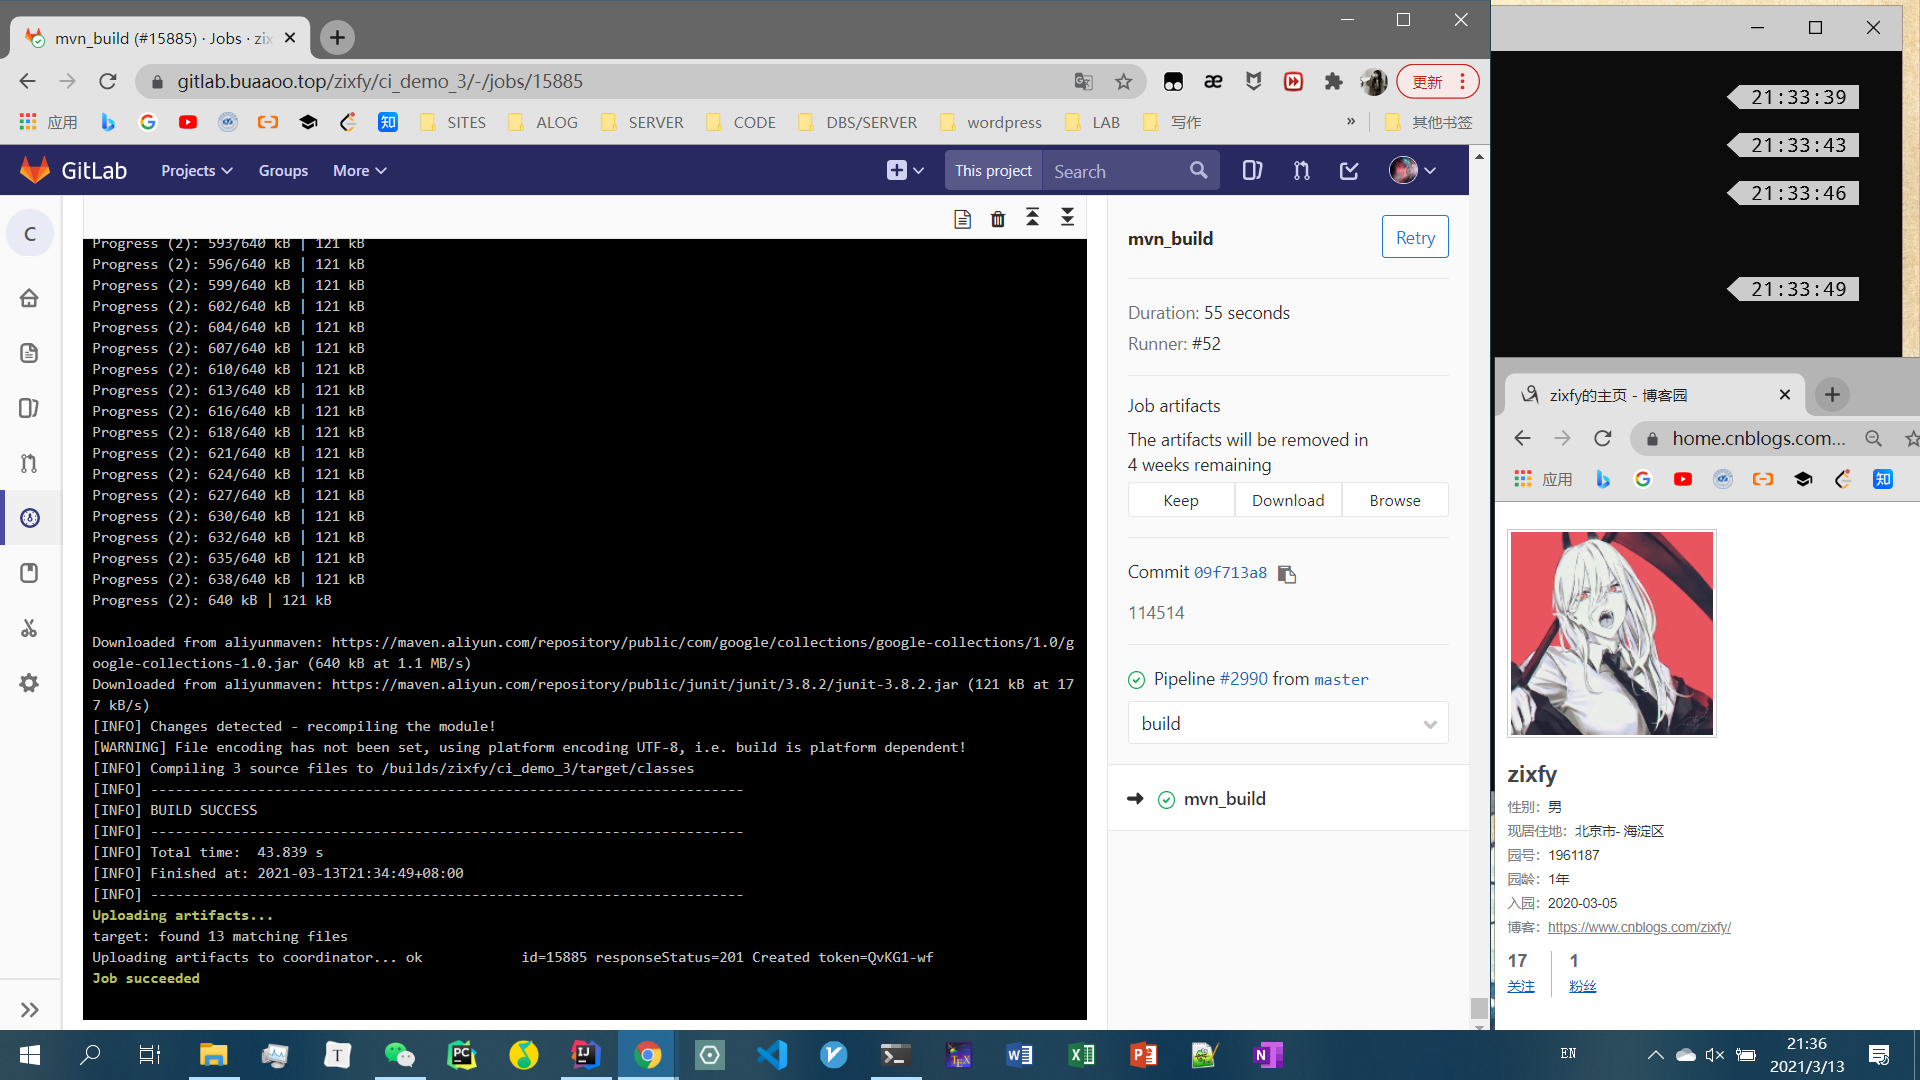 mvn_build (#15885) · Jobs · zix
gitlab.buaaoo.top/zixfy/ci_demo_3/-/jobs/15885
更新
应用
知
SITES
ALOG
SERVER
CODE
DBS/SERVER
wordpress
LAB
写作
»
其他书签
GitLab
Projects
Groups
More
This project
Search
C
Progress (2): 593/640 kB | 121 kB
Progress (2): 596/640 kB | 121 kB
Progress (2): 599/640 kB | 121 kB
Progress (2): 602/640 kB | 121 kB
Progress (2): 604/640 kB | 121 kB
Progress (2): 607/640 kB | 121 kB
Progress (2): 610/640 kB | 121 kB
Progress (2): 613/640 kB | 121 kB
Progress (2): 616/640 kB | 121 kB
Progress (2): 618/640 kB | 121 kB
Progress (2): 621/640 kB | 121 kB
Progress (2): 624/640 kB | 121 kB
Progress (2): 627/640 kB | 121 kB
Progress (2): 630/640 kB | 121 kB
Progress (2): 632/640 kB | 121 kB
Progress (2): 635/640 kB | 121 kB
Progress (2): 638/640 kB | 121 kB
Progress (2): 640 kB | 121 kB
Downloaded from aliyunmaven: https://maven.aliyun.com/repository/public/com/google/collections/google-collections/1.0/g
oogle-collections-1.0.jar (640 kB at 1.1 MB/s)
Downloaded from aliyunmaven: https://maven.aliyun.com/repository/public/junit/junit/3.8.2/junit-3.8.2.jar (121 kB at 17
7 kB/s)
[INFO] Changes detected - recompiling the module!
[WARNING] File encoding has not been set, using platform encoding UTF-8, i.e. build is platform dependent!
[INFO] Compiling 3 source files to /builds/zixfy/ci_demo_3/target/classes
[INFO] ------------------------------------------------------------------------
[INFO] BUILD SUCCESS
[INFO] ------------------------------------------------------------------------
[INFO] Total time:  43.839 s
[INFO] Finished at: 2021-03-13T21:34:49+08:00
[INFO] ------------------------------------------------------------------------
Uploading artifacts...
target: found 13 matching files
Uploading artifacts to coordinator... ok            id=15885 responseStatus=201 Created token=QvKG1-wf
Job succeeded
mvn_build
Retry
Duration: 55 seconds
Runner: #52
Job artifacts
The artifacts will be removed in
4 weeks remaining
Keep
Download
Browse
Commit 09f713a8
114514
Pipeline #2990 from master
build
mvn_build
21:33:39
21:33:43
21:33:46
21:33:49
zixfy的主页 - 博客园
home.cnblogs.com...
应用
知
zixfy
性别：男
现居住地：北京市- 海淀区
园号：1961187
园龄：1年
入园：2020-03-05
博客：https://www.cnblogs.com/zixfy/
17
1
关注
粉丝
EN
21:36
2021/3/13